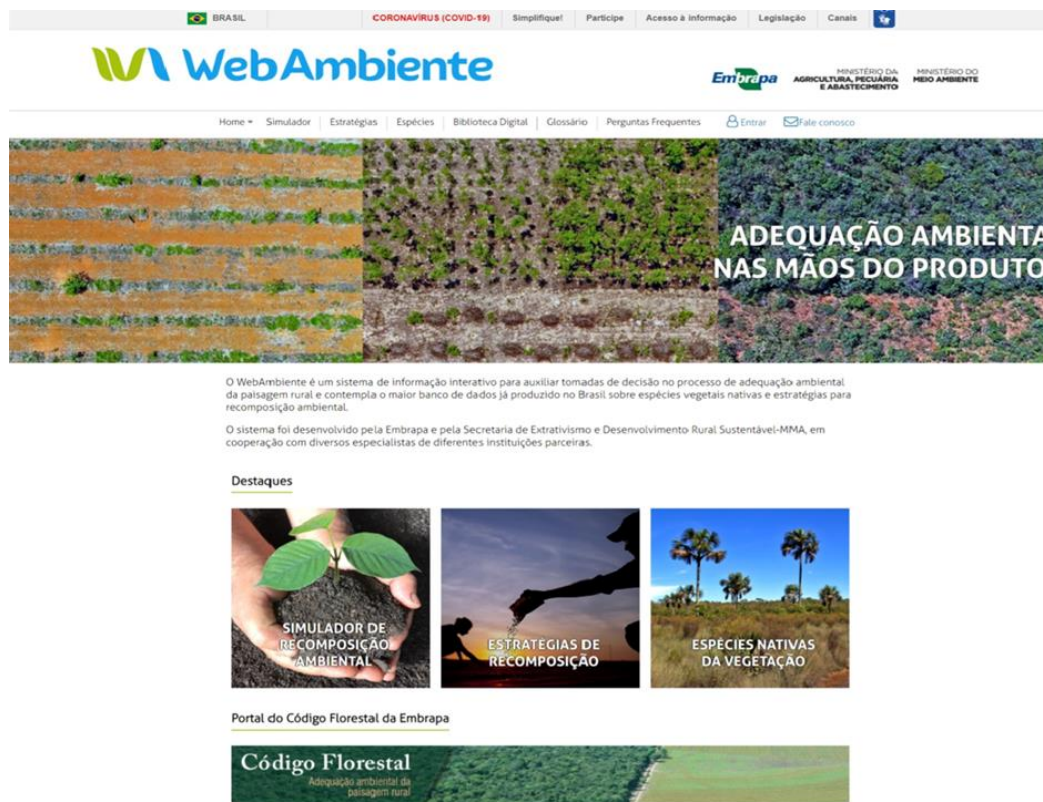 BRASIL
CORONAVÍRUS (COVID-19)
Simplifique!
Participe
Acesso à informação
Legislação
Canais
WebAmbiente
Embrapa
MINISTÉRIO DA
AGRICULTURA, PECUÁRIA
E ABASTECIMENTO
MINISTÉRIO DO
MEIO AMBIENTE
Home
Simulador
Estratégias
Espécies
Biblioteca Digital
Glossário
Perguntas Frequentes
Entrar
Fale conosco
ADEQUAÇÃO AMBIENTA
NAS MÃOS DO PRODUTO
O WebAmbiente é um sistema de informação interativo para auxiliar tomadas de decisão no processo de adequação ambiental
da paisagem rural e contempla o maior banco de dados já produzido no Brasil sobre espécies vegetais nativas e estratégias para
recomposição ambiental.
O sistema foi desenvolvido pela Embrapa e pela Secretaria de Extrativismo e Desenvolvimento Rural Sustentável-MMA, em
cooperação com diversos especialistas de diferentes instituições parceiras.
Destaques
SIMULADOR DE
RECOMPOSIÇÃO
AMBIENTAL
ESTRATÉGIAS DE
RECOMPOSIÇÃO
ESPÉCIES NATIVAS
DA VEGETAÇÃO
Portal do Código Florestal da Embrapa
Código Florestal
Adequação ambiental da
paisagem rural